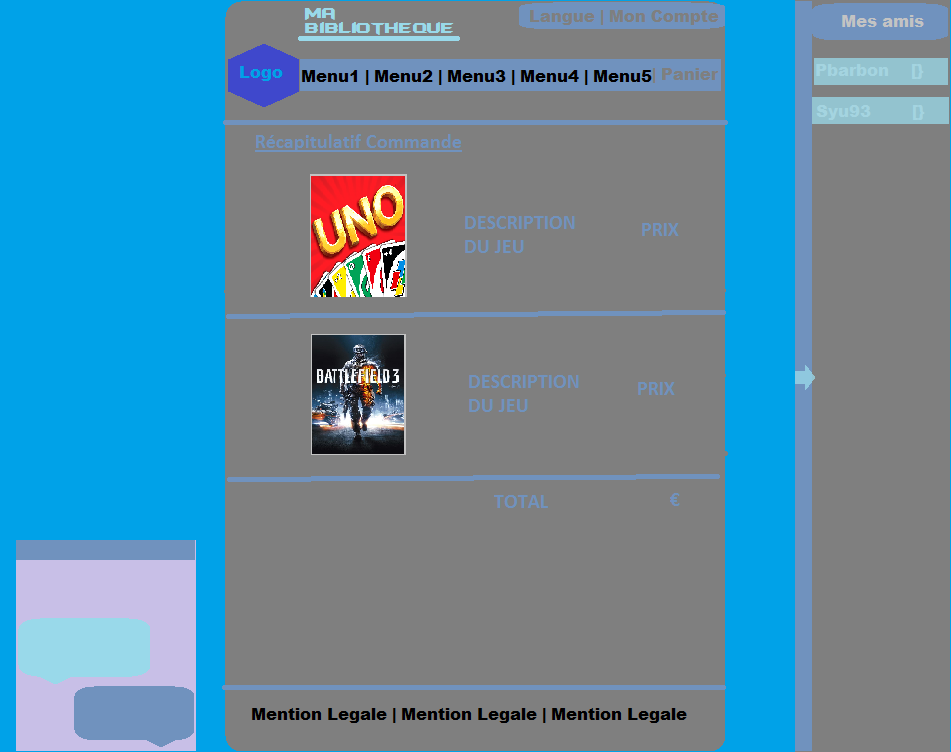 MA
BIBLIOTHEQUE
Langue | Mon Compte
Logo
Menu1 | Menu2 | Menu3 | Menu4 | Menu5| Panier
Récapitulatif Commande
UNO
DESCRIPTION
DU JEU
PRIX
BATTLEFIELD 3
DESCRIPTION
DU JEU
PRIX
TOTAL €
Mention Legale | Mention Legale | Mention Legale
Mes amis
Pbarbon []
Syu93 []